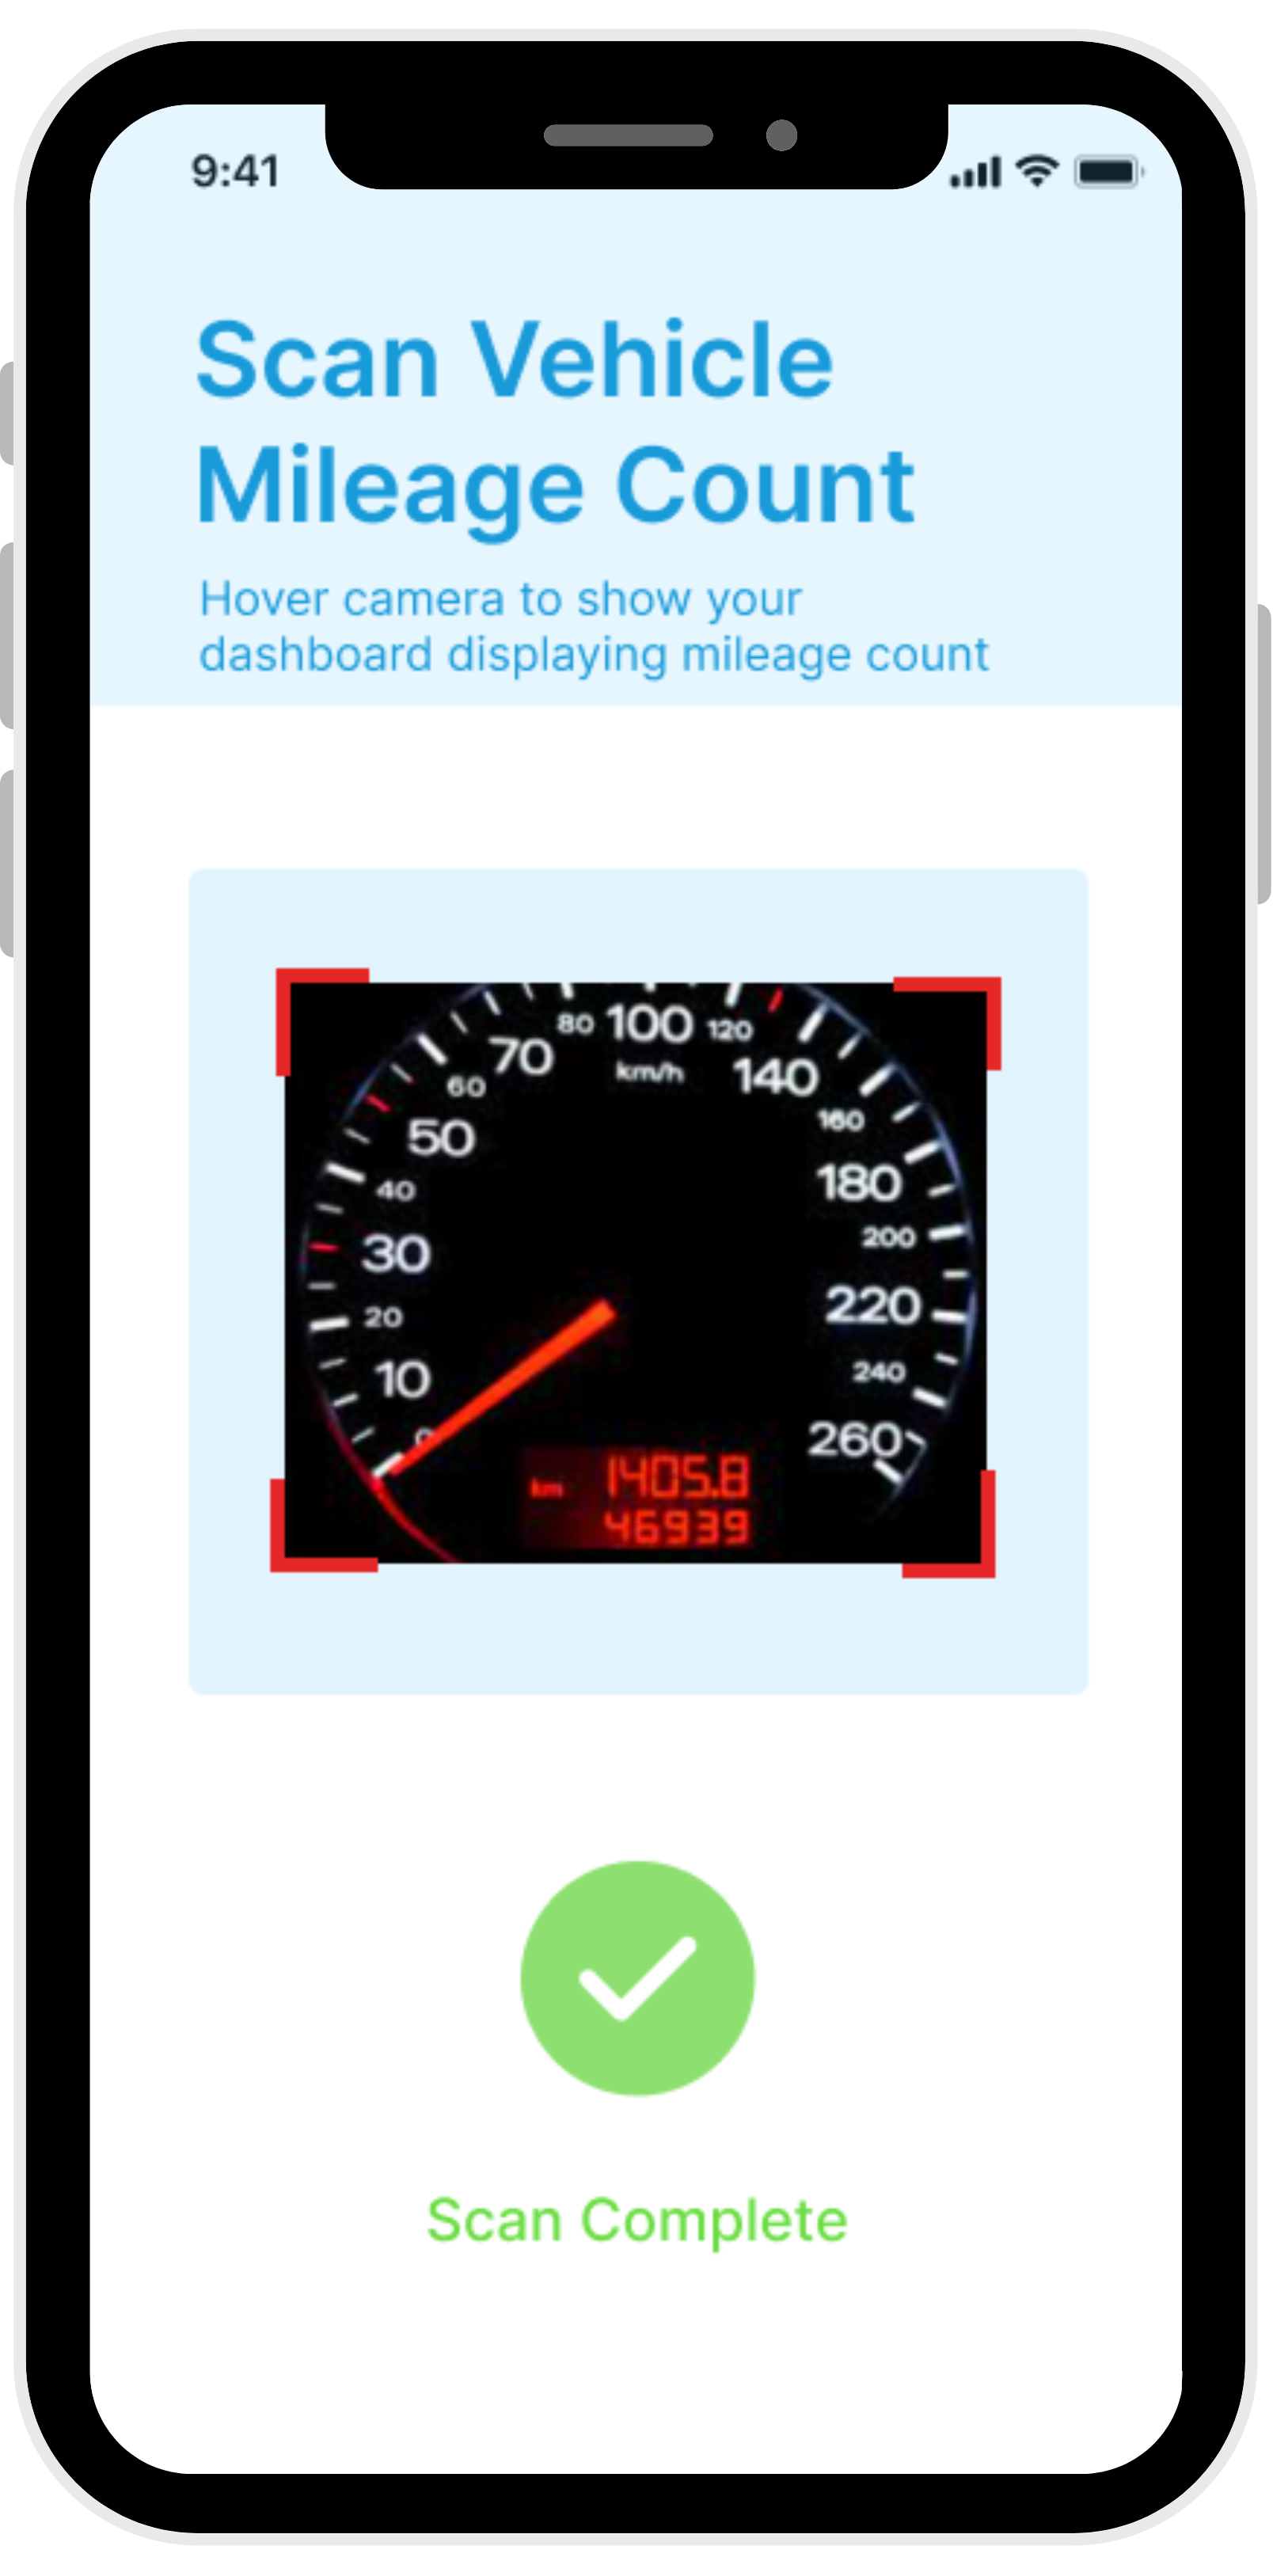 9:41
Scan Vehicle
Mileage Count
Hover camera to show your
dashboard displaying mileage count
80 100 120
70 km/h 140
60 160
50 180
40 200
30 220
20 240
10 260
0
km 1405.8
46939
Scan Complete